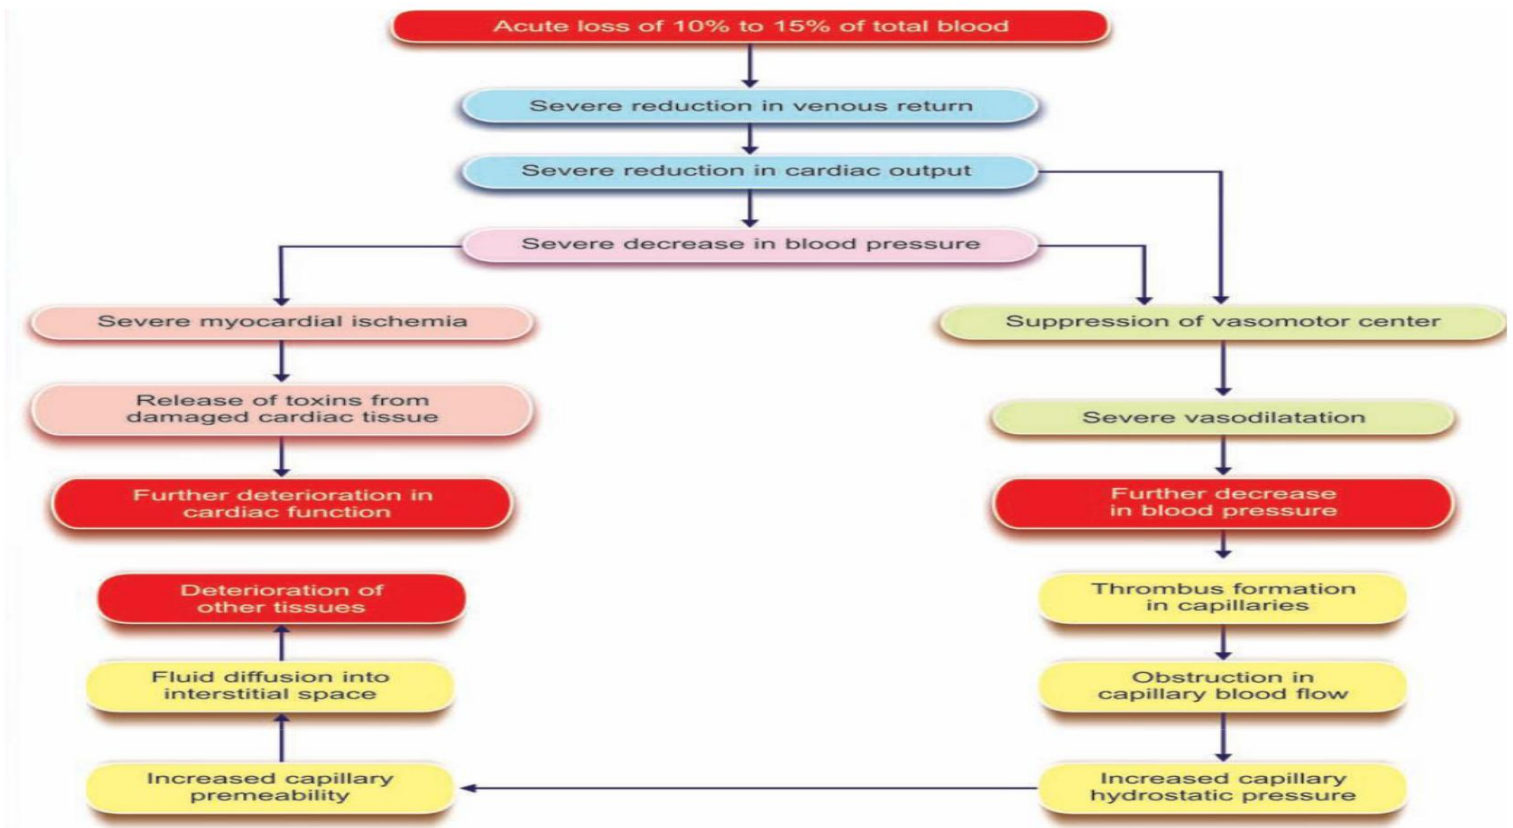 Acute loss of 10% to 15% of total blood
Severe reduction in venous return
Severe reduction in cardiac output
Severe decrease in blood pressure
Severe myocardial ischemia
Release of toxins from
damaged cardiac tissue
Further deterioration in
cardiac function
Suppression of vasomotor center
Severe vasodilatation
Further decrease
in blood pressure
Thrombus formation
in capillaries
Obstruction in
capillary blood flow
Increased capillary
hydrostatic pressure
Increased capillary
premeability
Fluid diffusion into
interstitial space
Deterioration of
other tissues